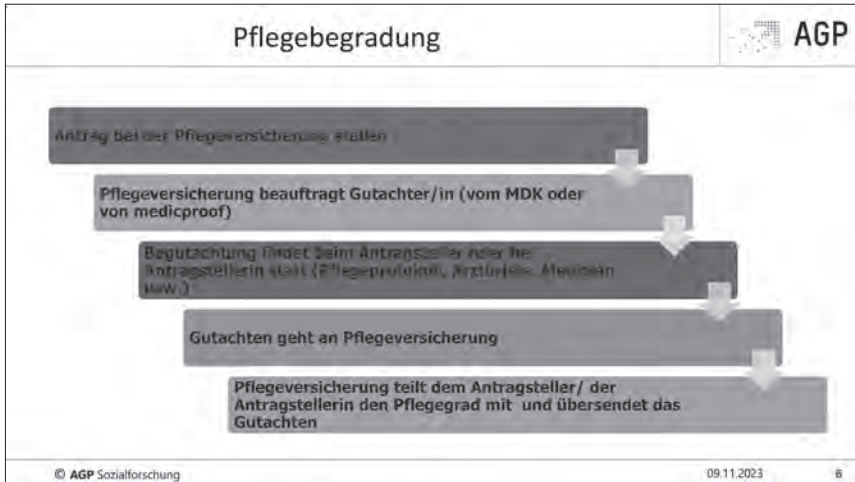 Pflegebegradung
AGP
Antrag bei der Pflegeversicherung stellen
Pflegeversicherung beauftragt Gutachter/in (vom MDK oder
von medicproof)
Begutachtung findet beim Antragsteller oder
Antragstellerin statt (Pflegeprotokoll, Arztbriefe,
usw.)
Gutachten geht an Pflegeversicherung
Pflegeversicherung teilt dem Antragsteller/ der
Antragstellerin den Pflegegrad mit und übersendet das
Gutachten
© AGP Sozialforschung
09.11.2023
6